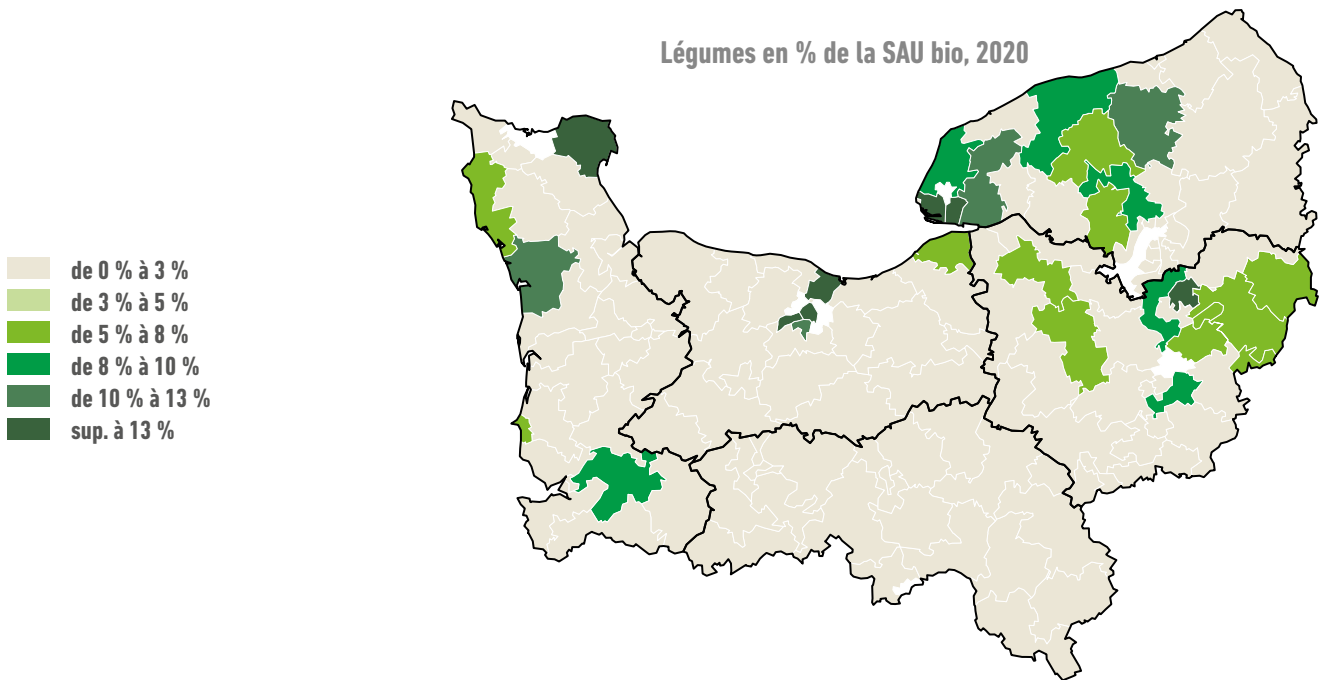 Légumes en % de la SAU bio, 2020
de 0 % à 3 %
de 3 % à 5 %
de 5 % à 8 %
de 8 % à 10 %
de 10 % à 13 %
sup. à 13 %